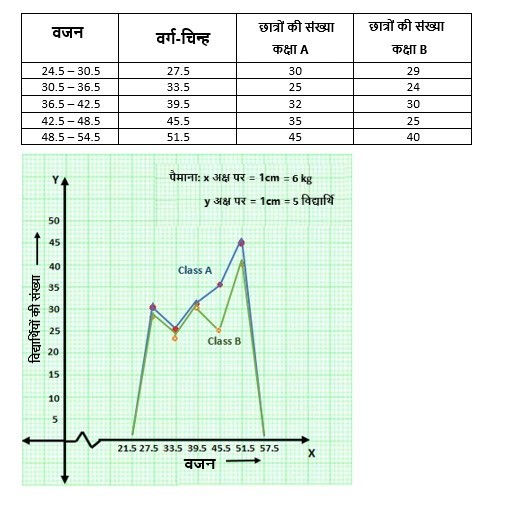 वजन वर्ग-चिन्ह छात्रों की संख्या कक्षा A छात्रों की संख्या कक्षा B
24.5 – 30.5 27.5 30 29
30.5 – 36.5 33.5 25 24
36.5 – 42.5 39.5 32 30
42.5 – 48.5 45.5 35 25
48.5 – 54.5 51.5 45 40
पैमाना: x अक्ष पर = 1cm = 6 kg
y अक्ष पर = 1cm = 5 विद्यार्थि
Y
50
45
40
35
30
25
20
15
10
5
विद्यार्थियों की संख्या
Class A
Class B
21.5 27.5 33.5 39.5 45.5 51.5 57.5
X
वजन